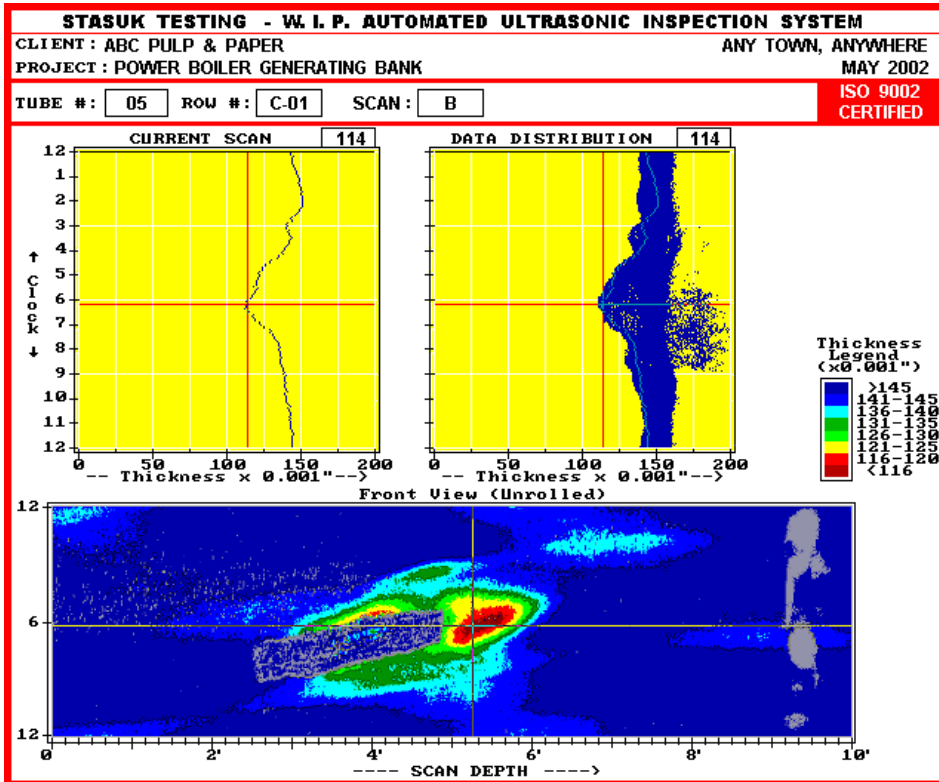 STASUK TESTING - W. I. P. AUTOMATED ULTRASONIC INSPECTION SYSTEM
CLIENT : ABC PULP & PAPER ANY TOWN, ANYWHERE
PROJECT : POWER BOILER GENERATING BANK MAY 2002
TUBE #: 05 ROW #: C-01 SCAN: B
ISO 9002
CERTIFIED
CURRENT SCAN 114
DATA DISTRIBUTION 114
12
1
2
3
4
5
6
7
8
9
10
11
12
↑ Clock ↓
0 50 100 150 200
-- Thickness x 0.001"-->
0 50 100 150 200
-- Thickness x 0.001"-->
Thickness
Legend
(x0.001")
>145
141-145
136-140
131-135
126-130
121-125
116-120
<116
Front View (Unrolled)
12
6
12
0' 4' 6' 8' 10'
---- SCAN DEPTH ---->